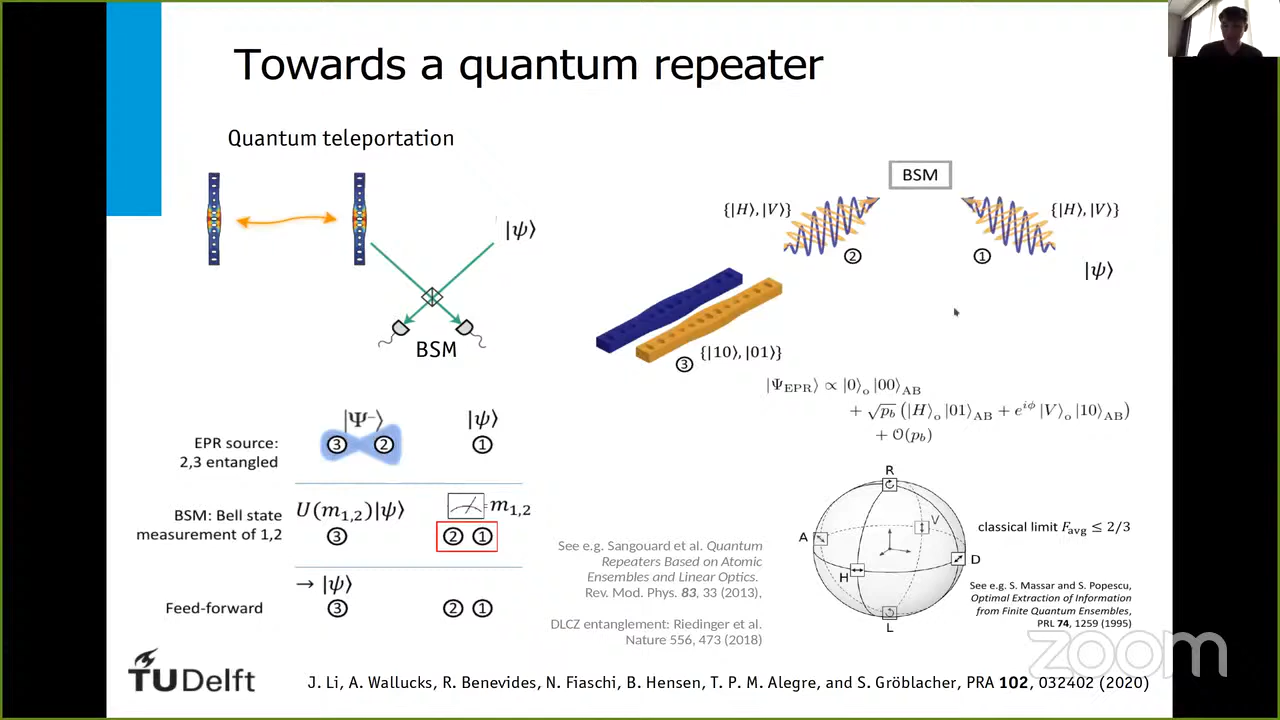 Towards a quantum repeater
Quantum teleportation
|ψ⟩
BSM
BSM
{|H⟩, |V⟩}
{|H⟩, |V⟩}
②
①
|ψ⟩
③
{|10⟩, |01⟩}
|Ψ_EPR⟩ ∝ |0⟩_o |00⟩_AB
+ √p_b (|H⟩_o |01⟩_AB + e^{iϕ} |V⟩_o |10⟩_AB)
+ O(p_b)
|Ψ⁻⟩ |ψ⟩
EPR source:
2,3 entangled
③ ② ①
BSM: Bell state
measurement of 1,2
U(m_{1,2})|ψ⟩
m_{1,2}
③ ② ①
→ |ψ⟩
Feed-forward
③ ② ①
See e.g. Sangouard et al. Quantum
Repeaters Based on Atomic
Ensembles and Linear Optics.
Rev. Mod. Phys. 83, 33 (2013),
DLCZ entanglement: Riedinger et al.
Nature 556, 473 (2018)
R
A
V
H
D
L
classical limit F_avg ≤ 2/3
See e.g. S. Massar and S. Popescu,
Optimal Extraction of Information
from Finite Quantum Ensembles,
PRL 74, 1259 (1995)
zoom
TUDelft
J. Li, A. Wallucks, R. Benevides, N. Fiaschi, B. Hensen, T. P. M. Alegre, and S. Gröblacher, PRA 102, 032402 (2020)